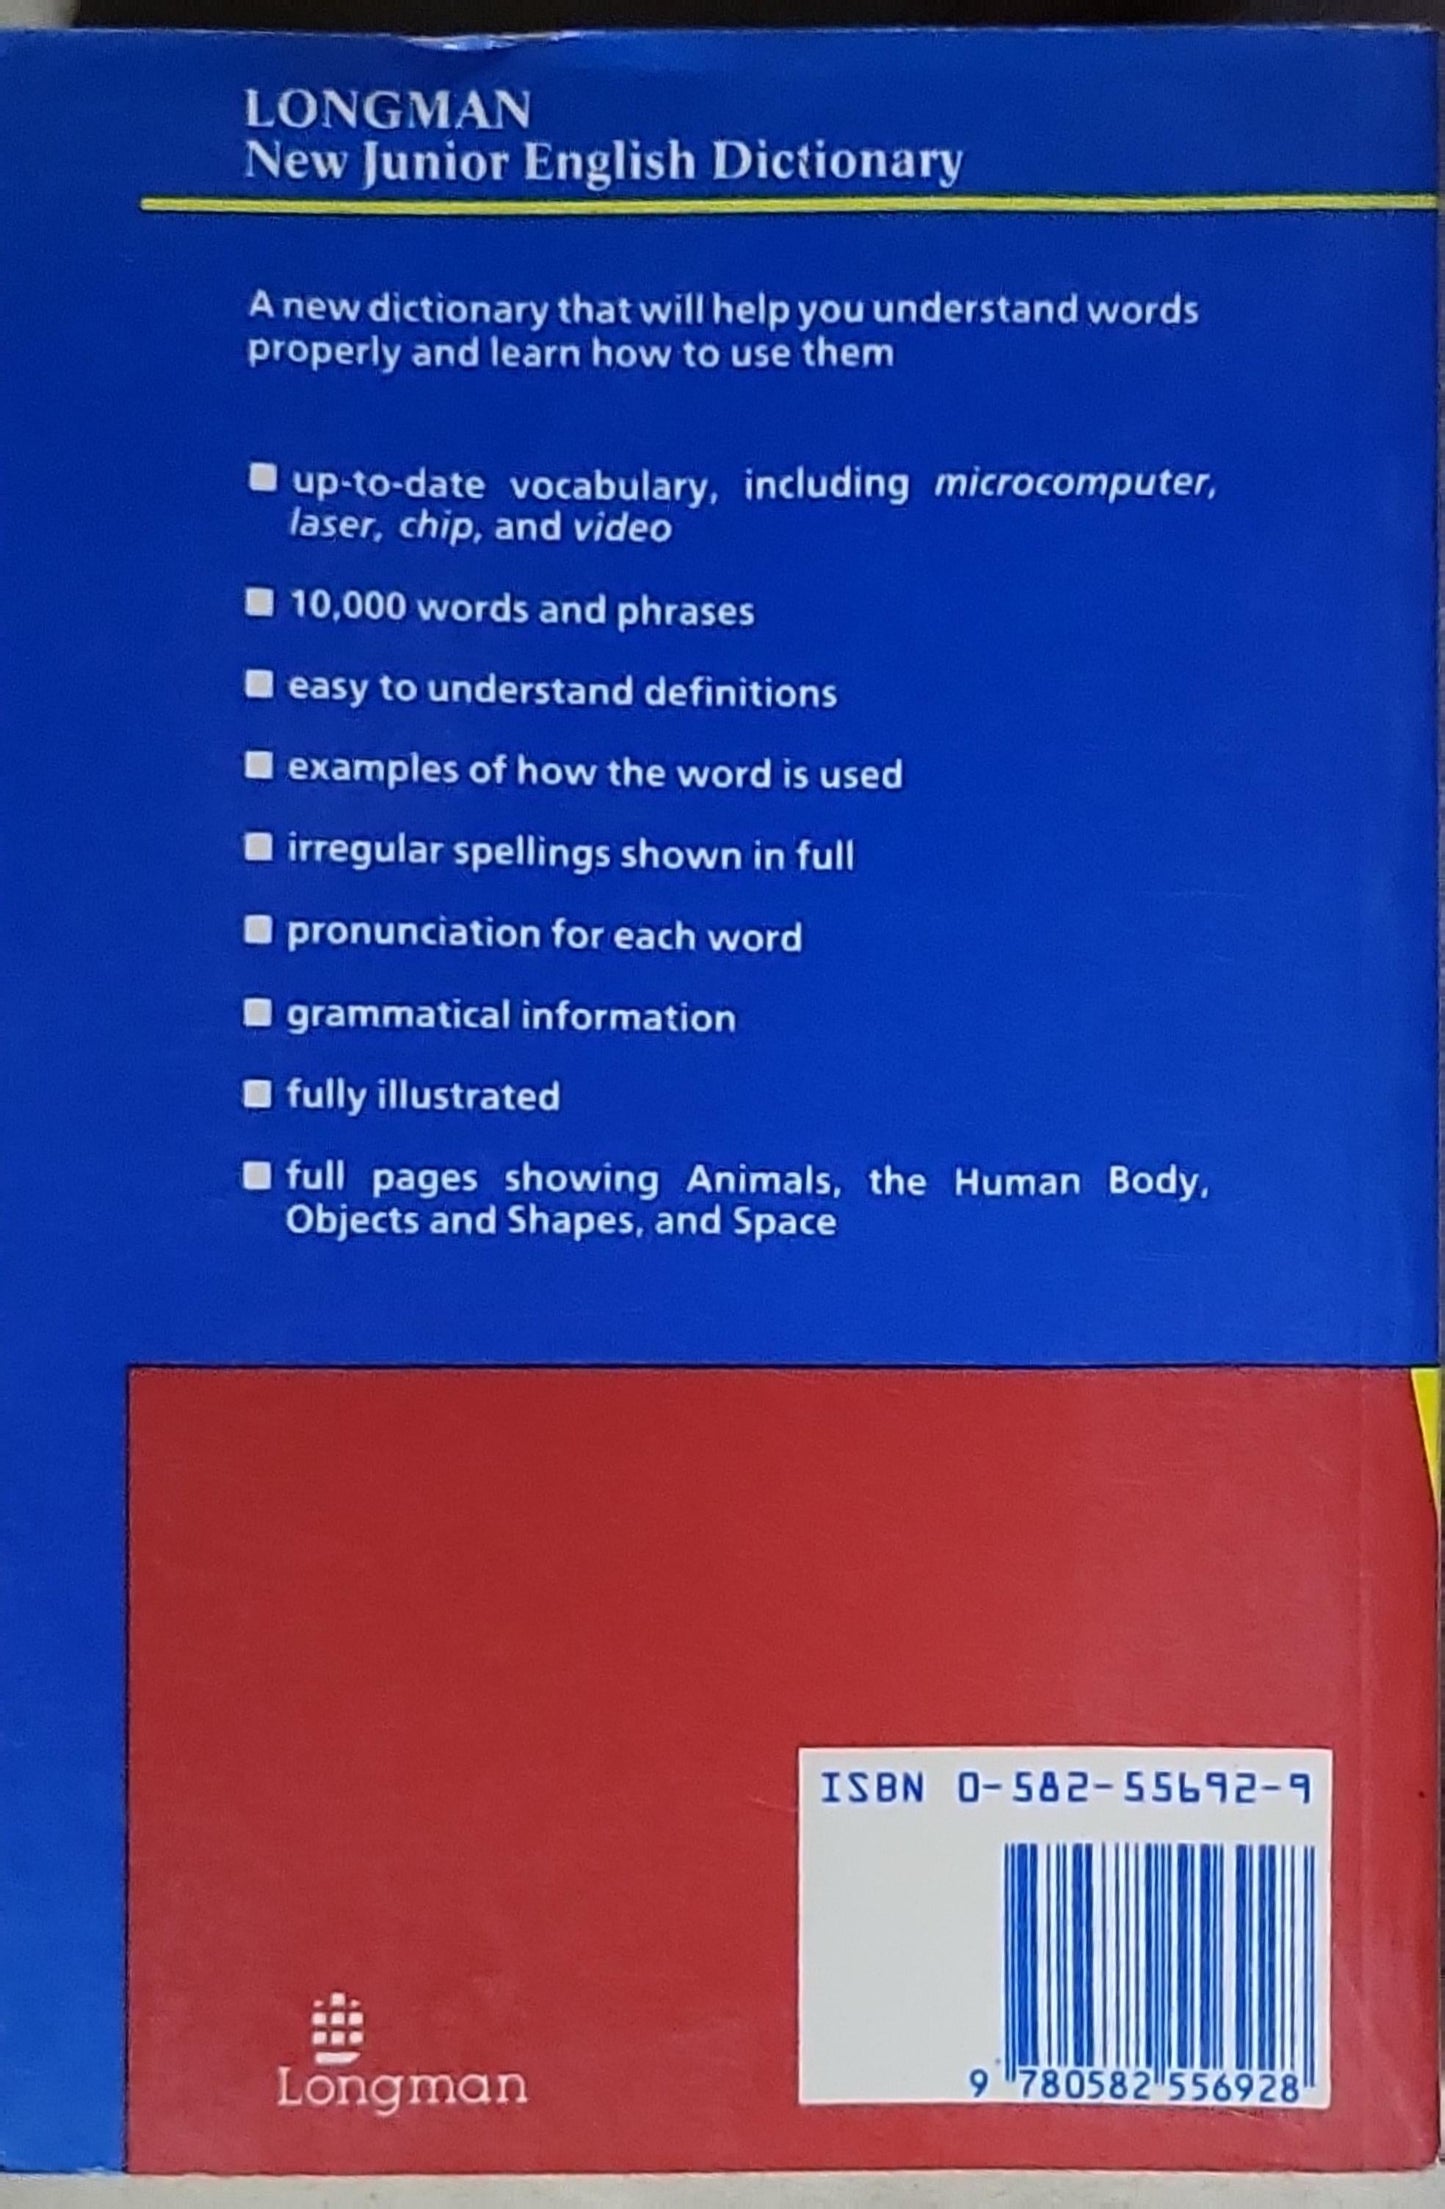 LONGMAN
New Junior English Dictionary
A new dictionary that will help you understand words
properly and learn how to use them
■ up-to-date vocabulary, including microcomputer,
laser, chip, and video
■ 10,000 words and phrases
■ easy to understand definitions
■ examples of how the word is used
■ irregular spellings shown in full
■ pronunciation for each word
■ grammatical information
■ fully illustrated
■ full pages showing Animals, the Human Body,
Objects and Shapes, and Space
ISBN 0-582-55692-9
9 780582 556928
Longman